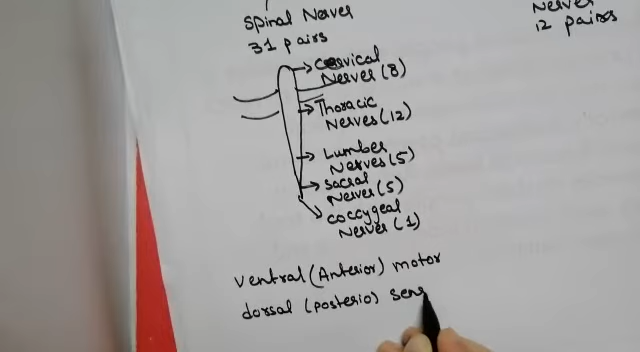 Spinal Nerves
31 pairs
Nerves
12 pairs
Cervical
Nerves (8)
Thoracic
Nerves (12)
Lumber
Nerves (5)
Sacral
Nerves (5)
Coccygeal
Nerves (1)
Ventral (Anterior) motor
dorsal (posterio) sens